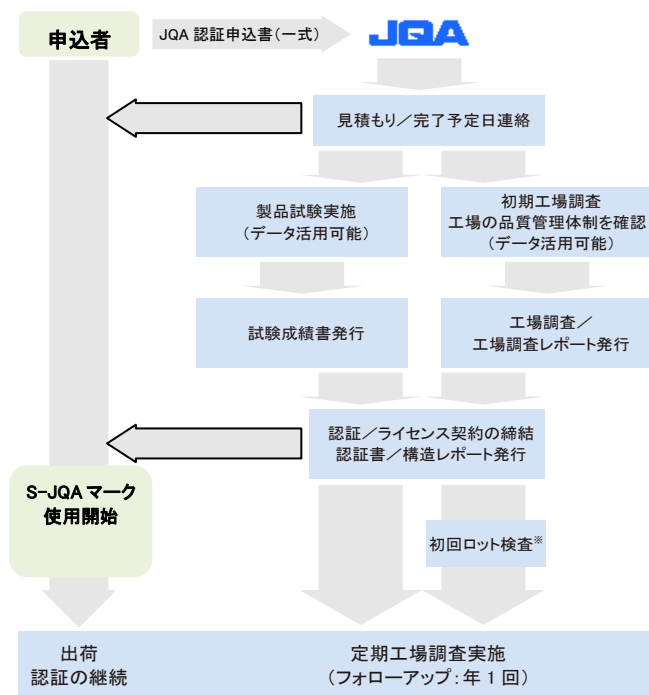 申込者
JQA 認証申込書（一式）
JQA
見積もり／完了予定日連絡
製品試験実施
（データ活用可能）
初期工場調査
工場の品質管理体制を確認
（データ活用可能）
試験成績書発行
工場調査／
工場調査レポート発行
認証／ライセンス契約の締結
認証書／構造レポート発行
S-JQA マーク
使用開始
初回ロット検査※
出荷
認証の継続
定期工場調査実施
（フォローアップ：年 1 回）